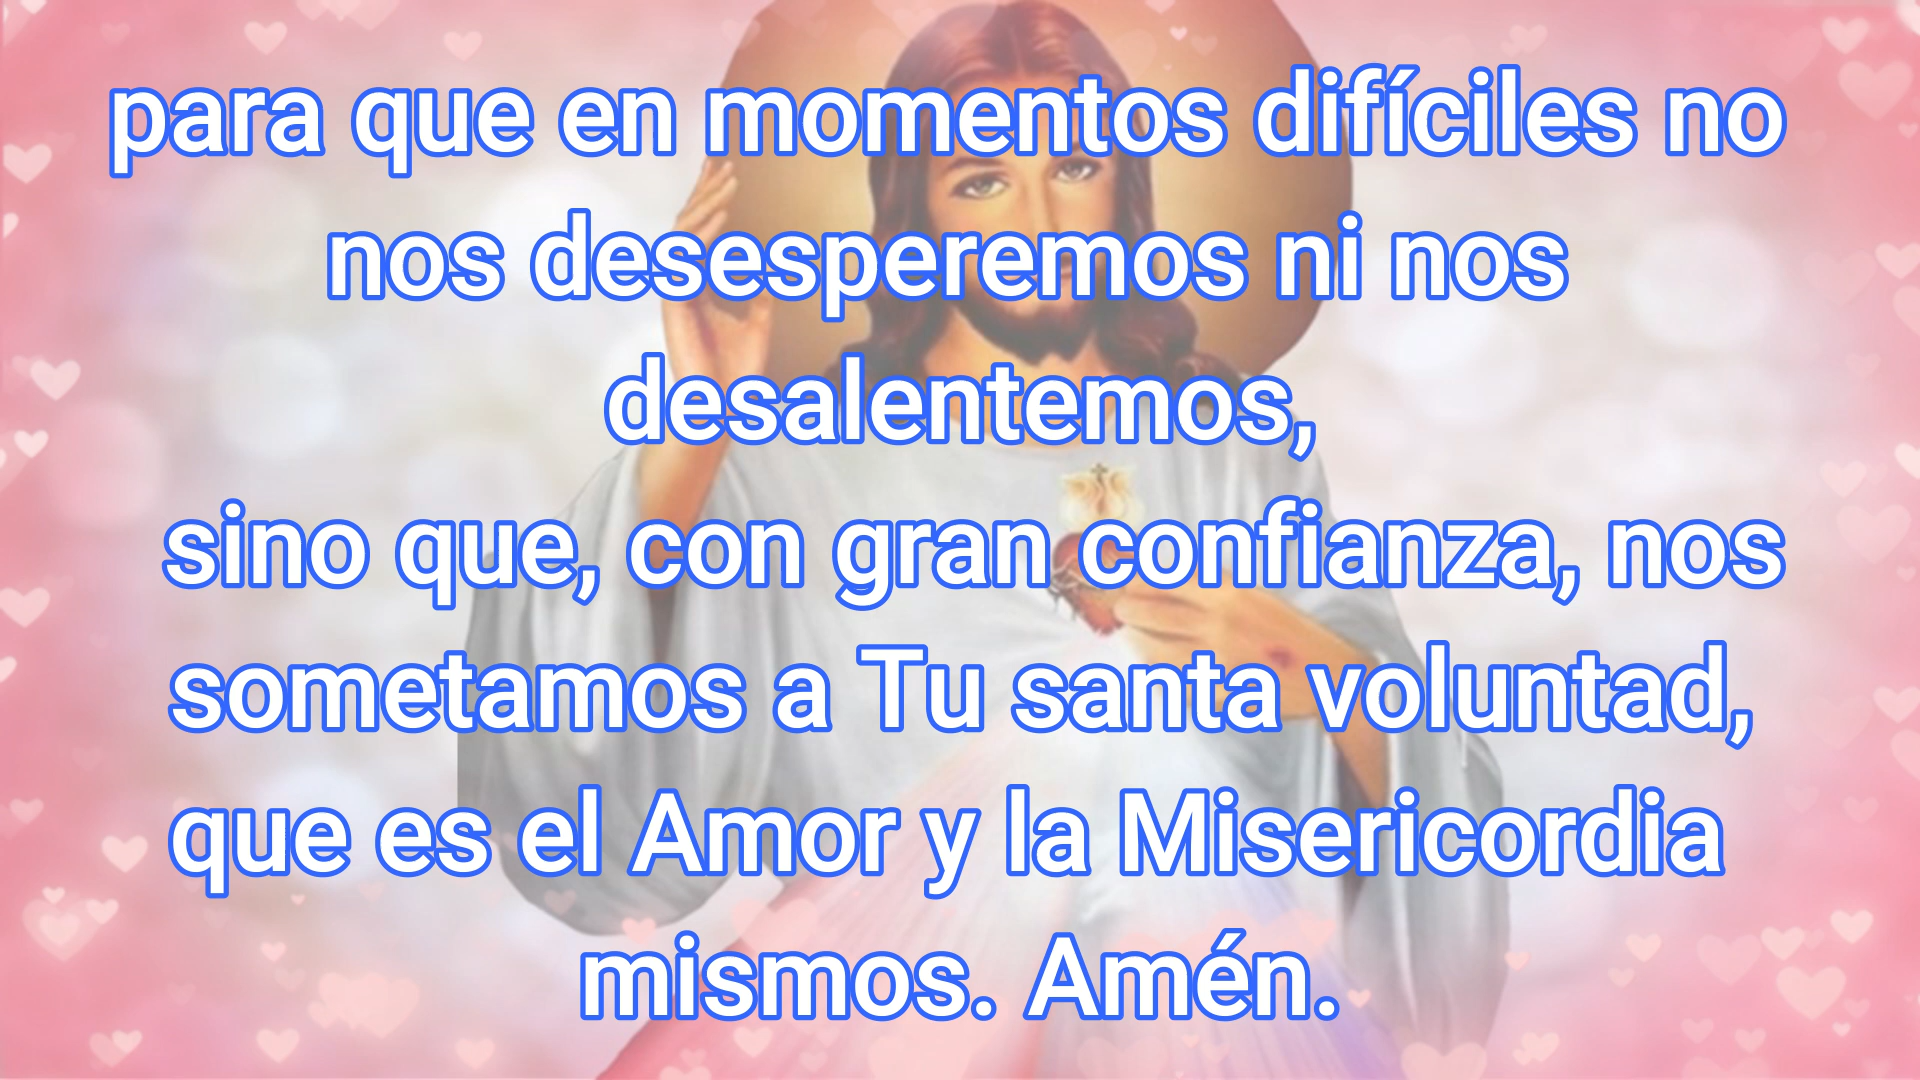 para que en momentos difíciles no
nos desesperemos ni nos
desalentemos,
sino que, con gran confianza, nos
sometamos a Tu santa voluntad,
que es el Amor y la Misericordia
mismos. Amén.